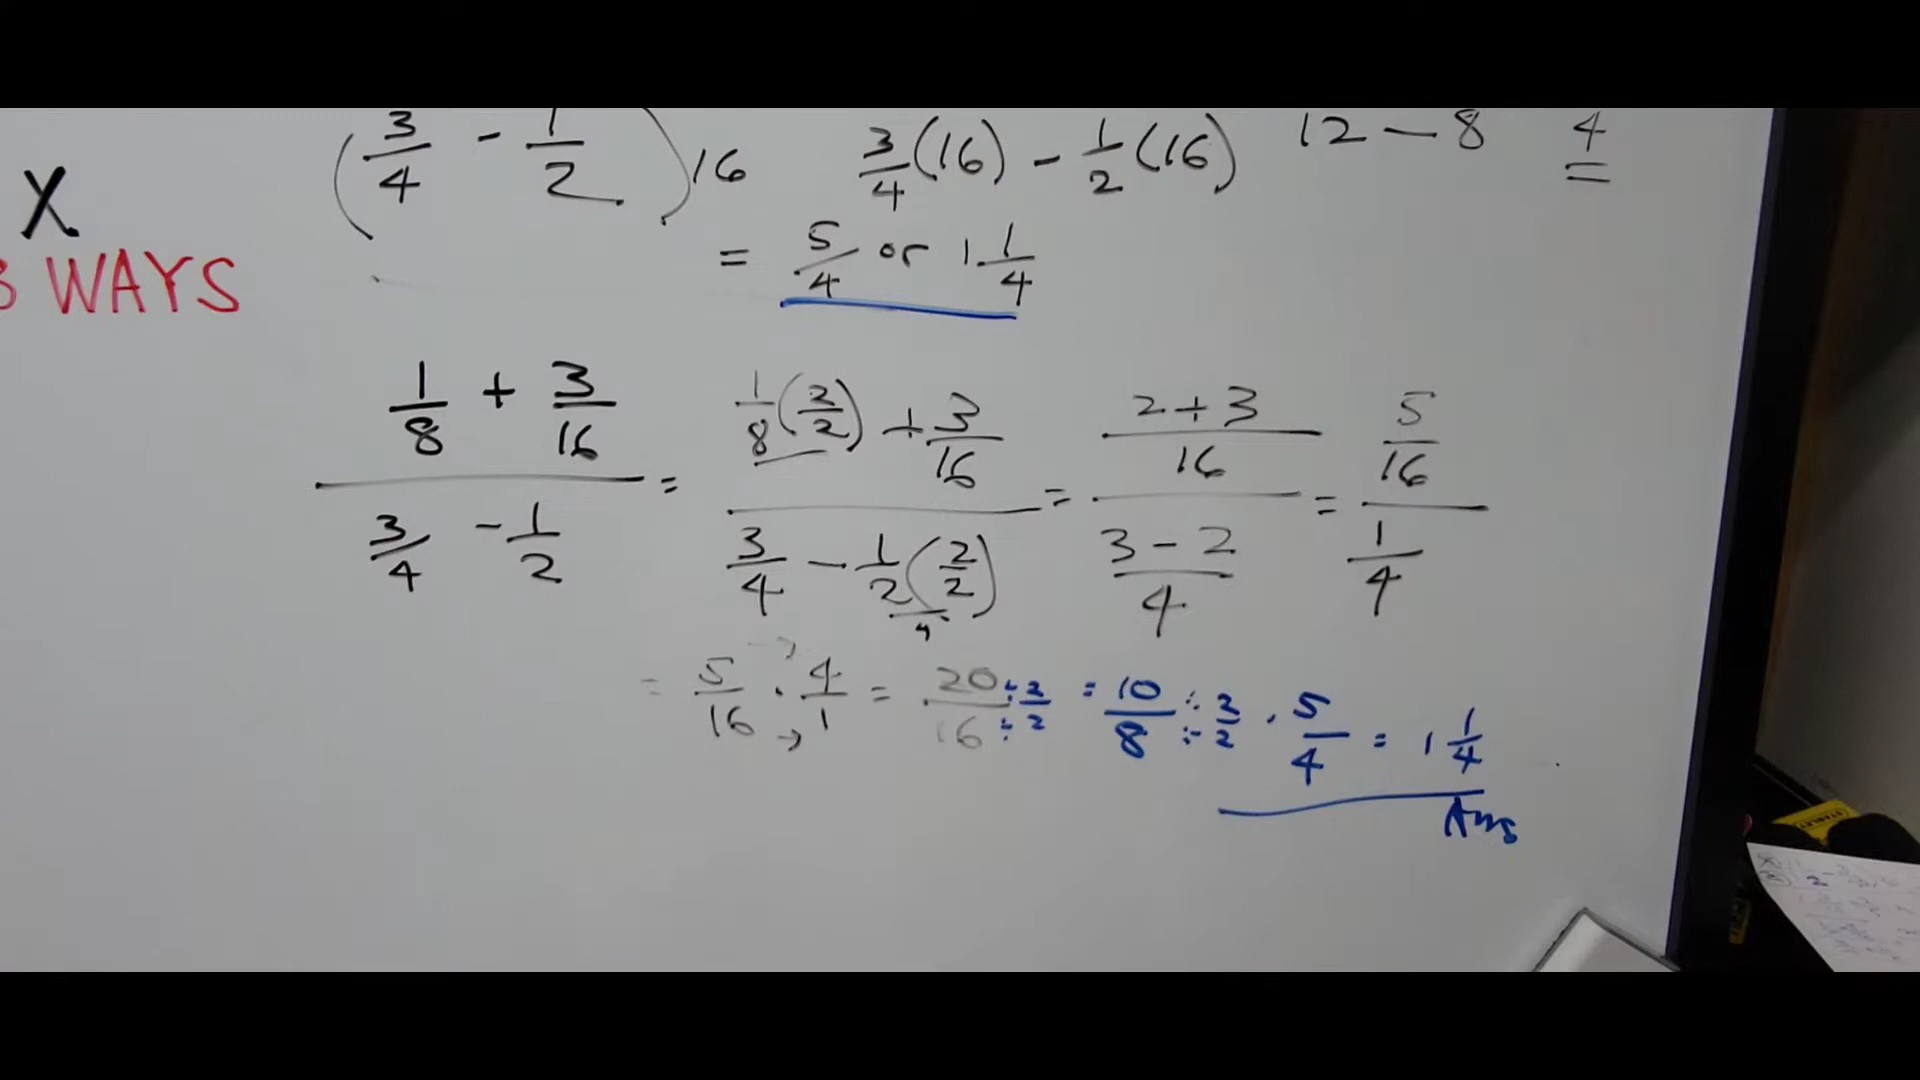 (3/4 - 1/2)16 3/4(16) - 1/2(16) 12 - 8 4
X
= 5/4 or 1 1/4
WAYS
(1/8 + 3/16)/(3/4 - 1/2) = (1/8(2/2) + 3/16)/(3/4 - 1/2(2/2)) = ((2+3)/16)/((3-2)/4) = (5/16)/(1/4)
4
= 5/16 · 4/1 = 20/16 ÷2/÷2 = 10/8 ÷2/÷2 · 5/4 = 1 1/4
Ans
STANLEY